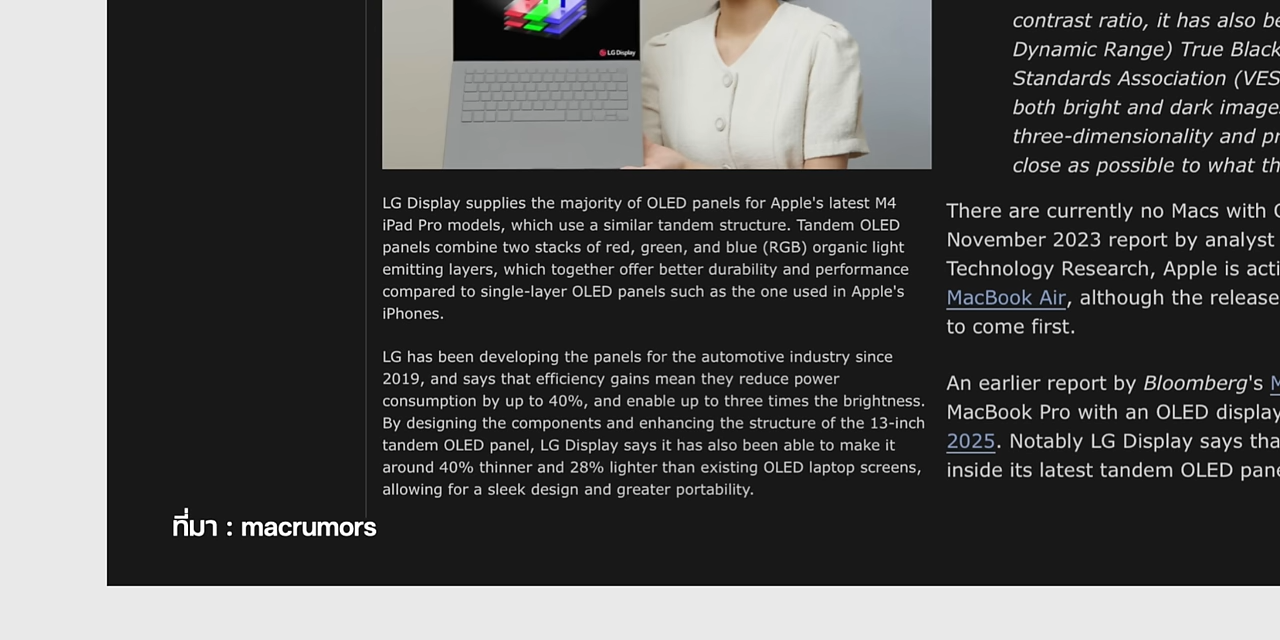 LG Display
LG Display supplies the majority of OLED panels for Apple's latest M4
iPad Pro models, which use a similar tandem structure. Tandem OLED
panels combine two stacks of red, green, and blue (RGB) organic light
emitting layers, which together offer better durability and performance
compared to single-layer OLED panels such as the one used in Apple's
iPhones.
LG has been developing the panels for the automotive industry since
2019, and says that efficiency gains mean they reduce power
consumption by up to 40%, and enable up to three times the brightness.
By designing the components and enhancing the structure of the 13-inch
tandem OLED panel, LG Display says it has also been able to make it
around 40% thinner and 28% lighter than existing OLED laptop screens,
allowing for a sleek design and greater portability.
contrast ratio, it has also be
Dynamic Range) True Black
Standards Association (VES
both bright and dark image
three-dimensionality and pr
close as possible to what th
There are currently no Macs with
November 2023 report by analyst
Technology Research, Apple is acti
MacBook Air, although the release
to come first.
An earlier report by Bloomberg's
MacBook Pro with an OLED display
2025. Notably LG Display says tha
inside its latest tandem OLED pane
ที่มา : macrumors